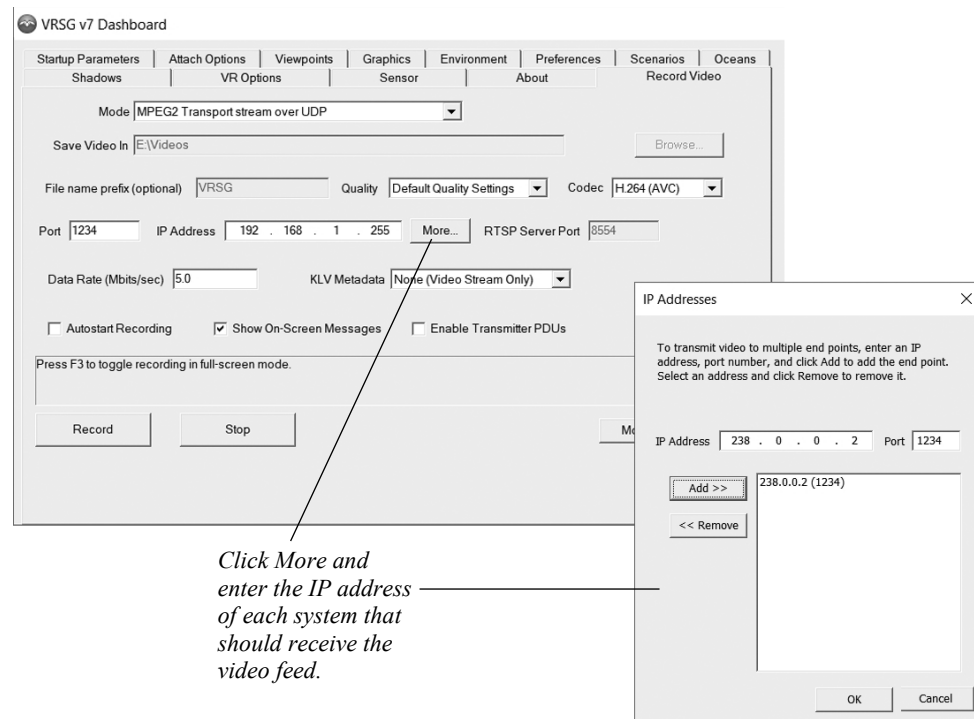 VRSG v7 Dashboard
Startup Parameters Attach Options Viewpoints Graphics Environment Preferences Scenarios Oceans
Shadows VR Options Sensor About Record Video
Mode MPEG2 Transport stream over UDP
Save Video In E:\Videos Browse...
File name prefix (optional) VRSG Quality Default Quality Settings Codec H.264 (AVC)
Port 1234 IP Address 192 . 168 . 1 . 255 More... RTSP Server Port 8554
Data Rate (Mbits/sec) 5.0 KLV Metadata None (Video Stream Only)
Autostart Recording Show On-Screen Messages Enable Transmitter PDUs
Press F3 to toggle recording in full-screen mode.
Record Stop
IP Addresses
To transmit video to multiple end points, enter an IP
address, port number, and click Add to add the end point.
Select an address and click Remove to remove it.
IP Address 238 . 0 . 0 . 2 Port 1234
Add >> 238.0.0.2 (1234)
<< Remove
OK Cancel
Click More and
enter the IP address
of each system that
should receive the
video feed.